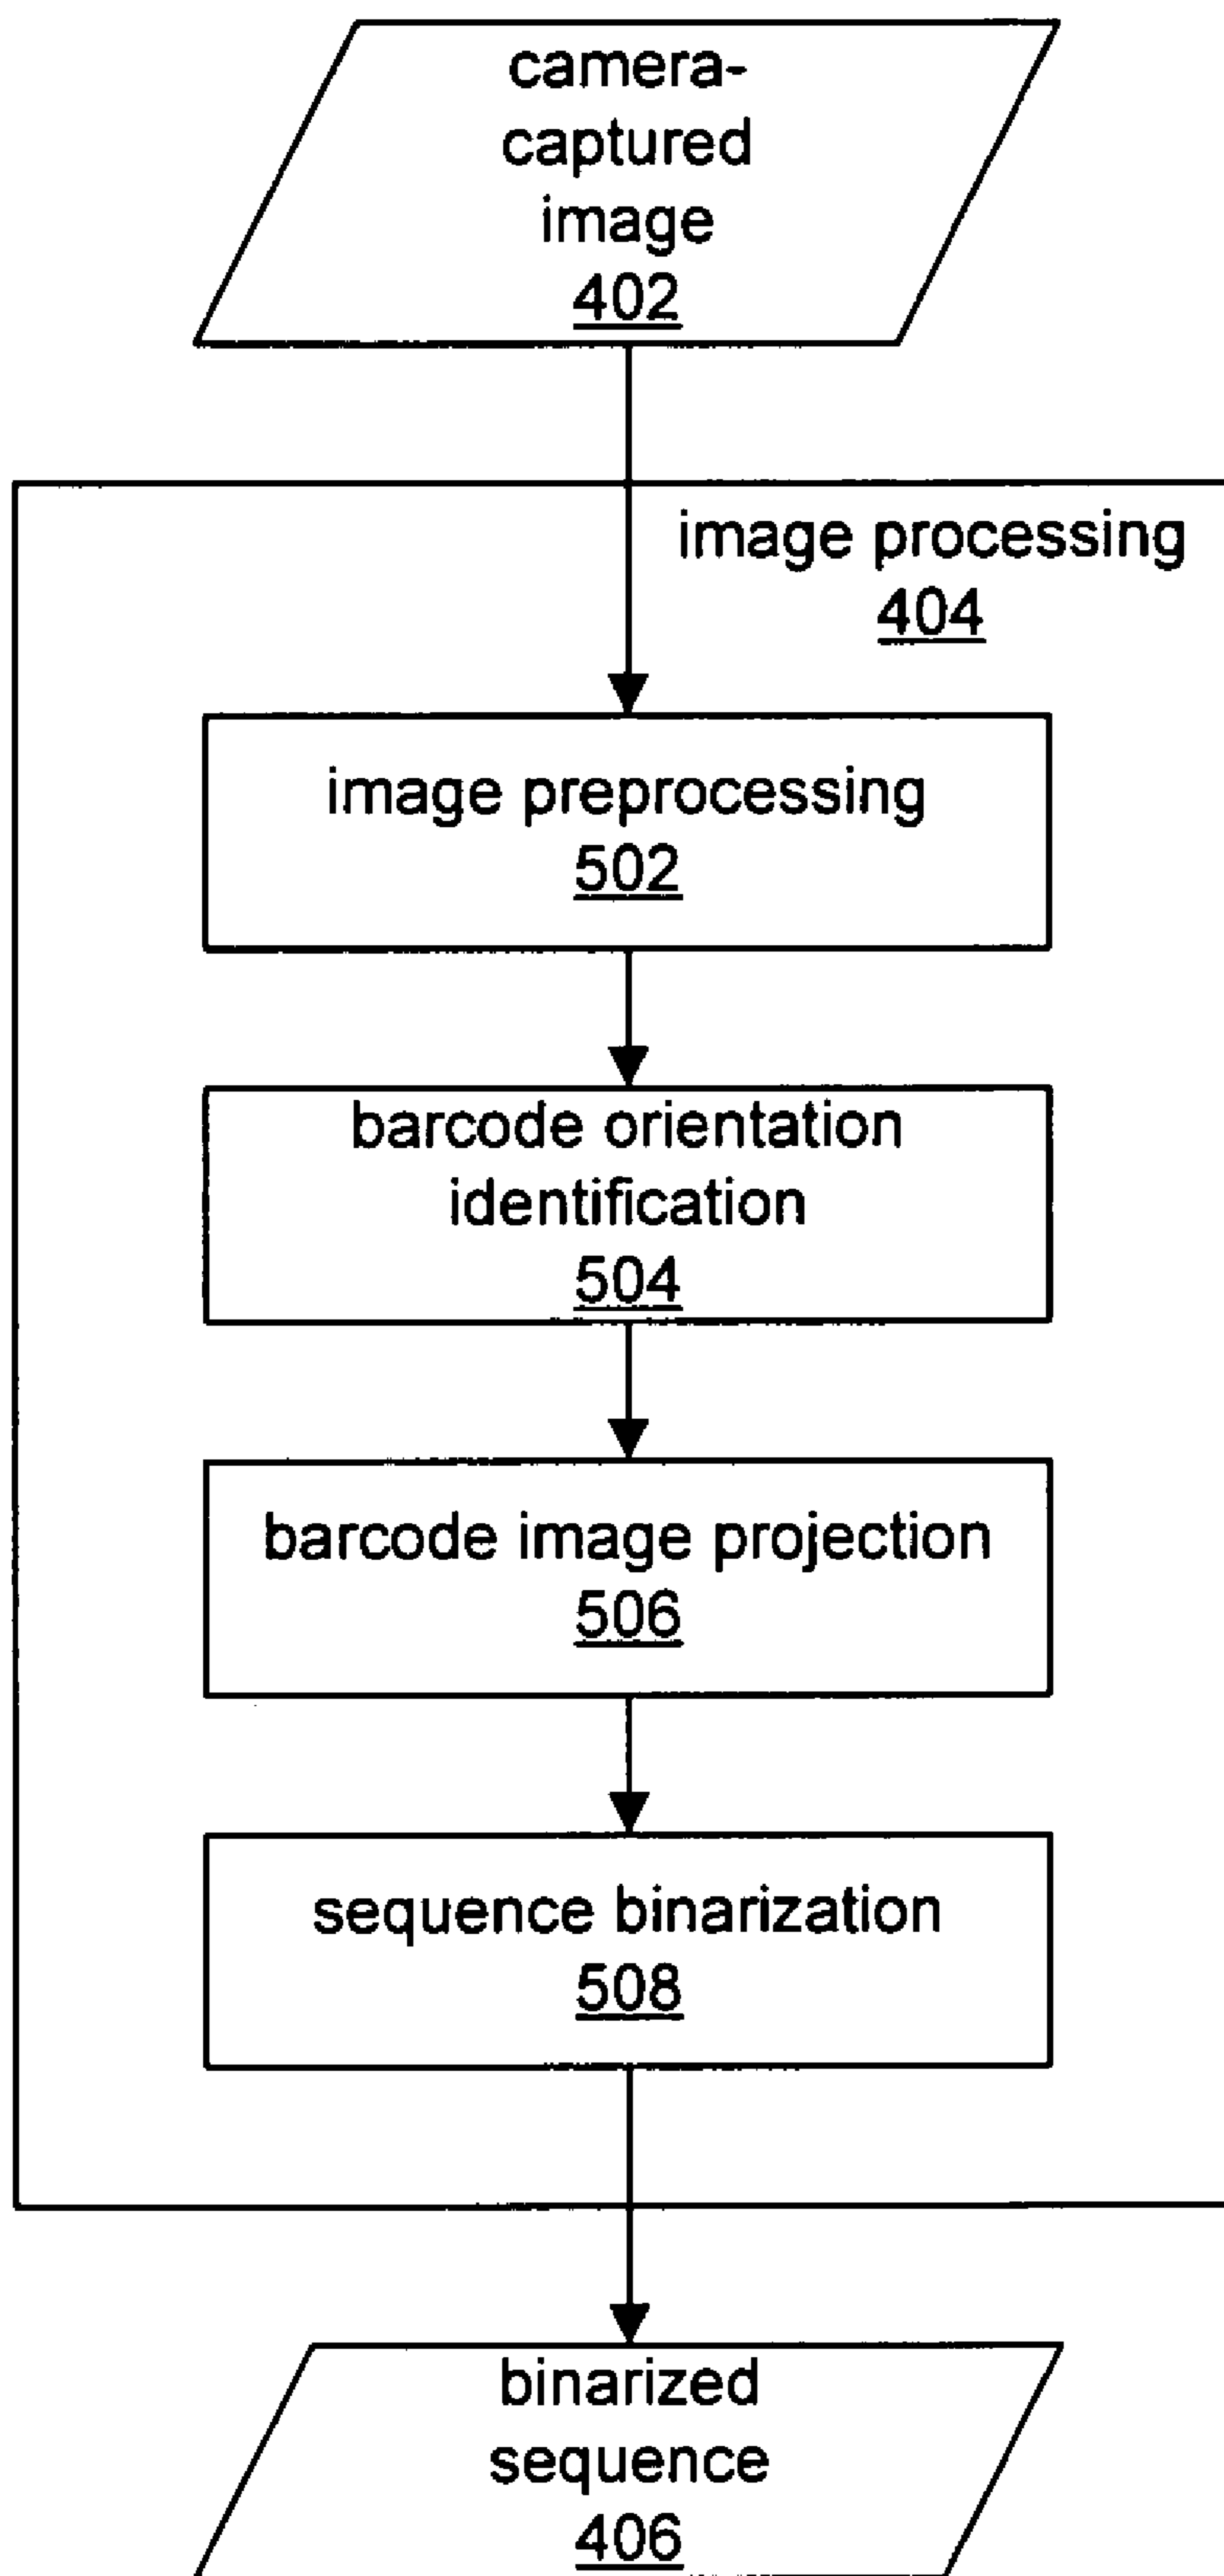 camera-
captured
image
402
image processing
404
image preprocessing
502
barcode orientation
identification
504
barcode image projection
506
sequence binarization
508
binarized
sequence
406